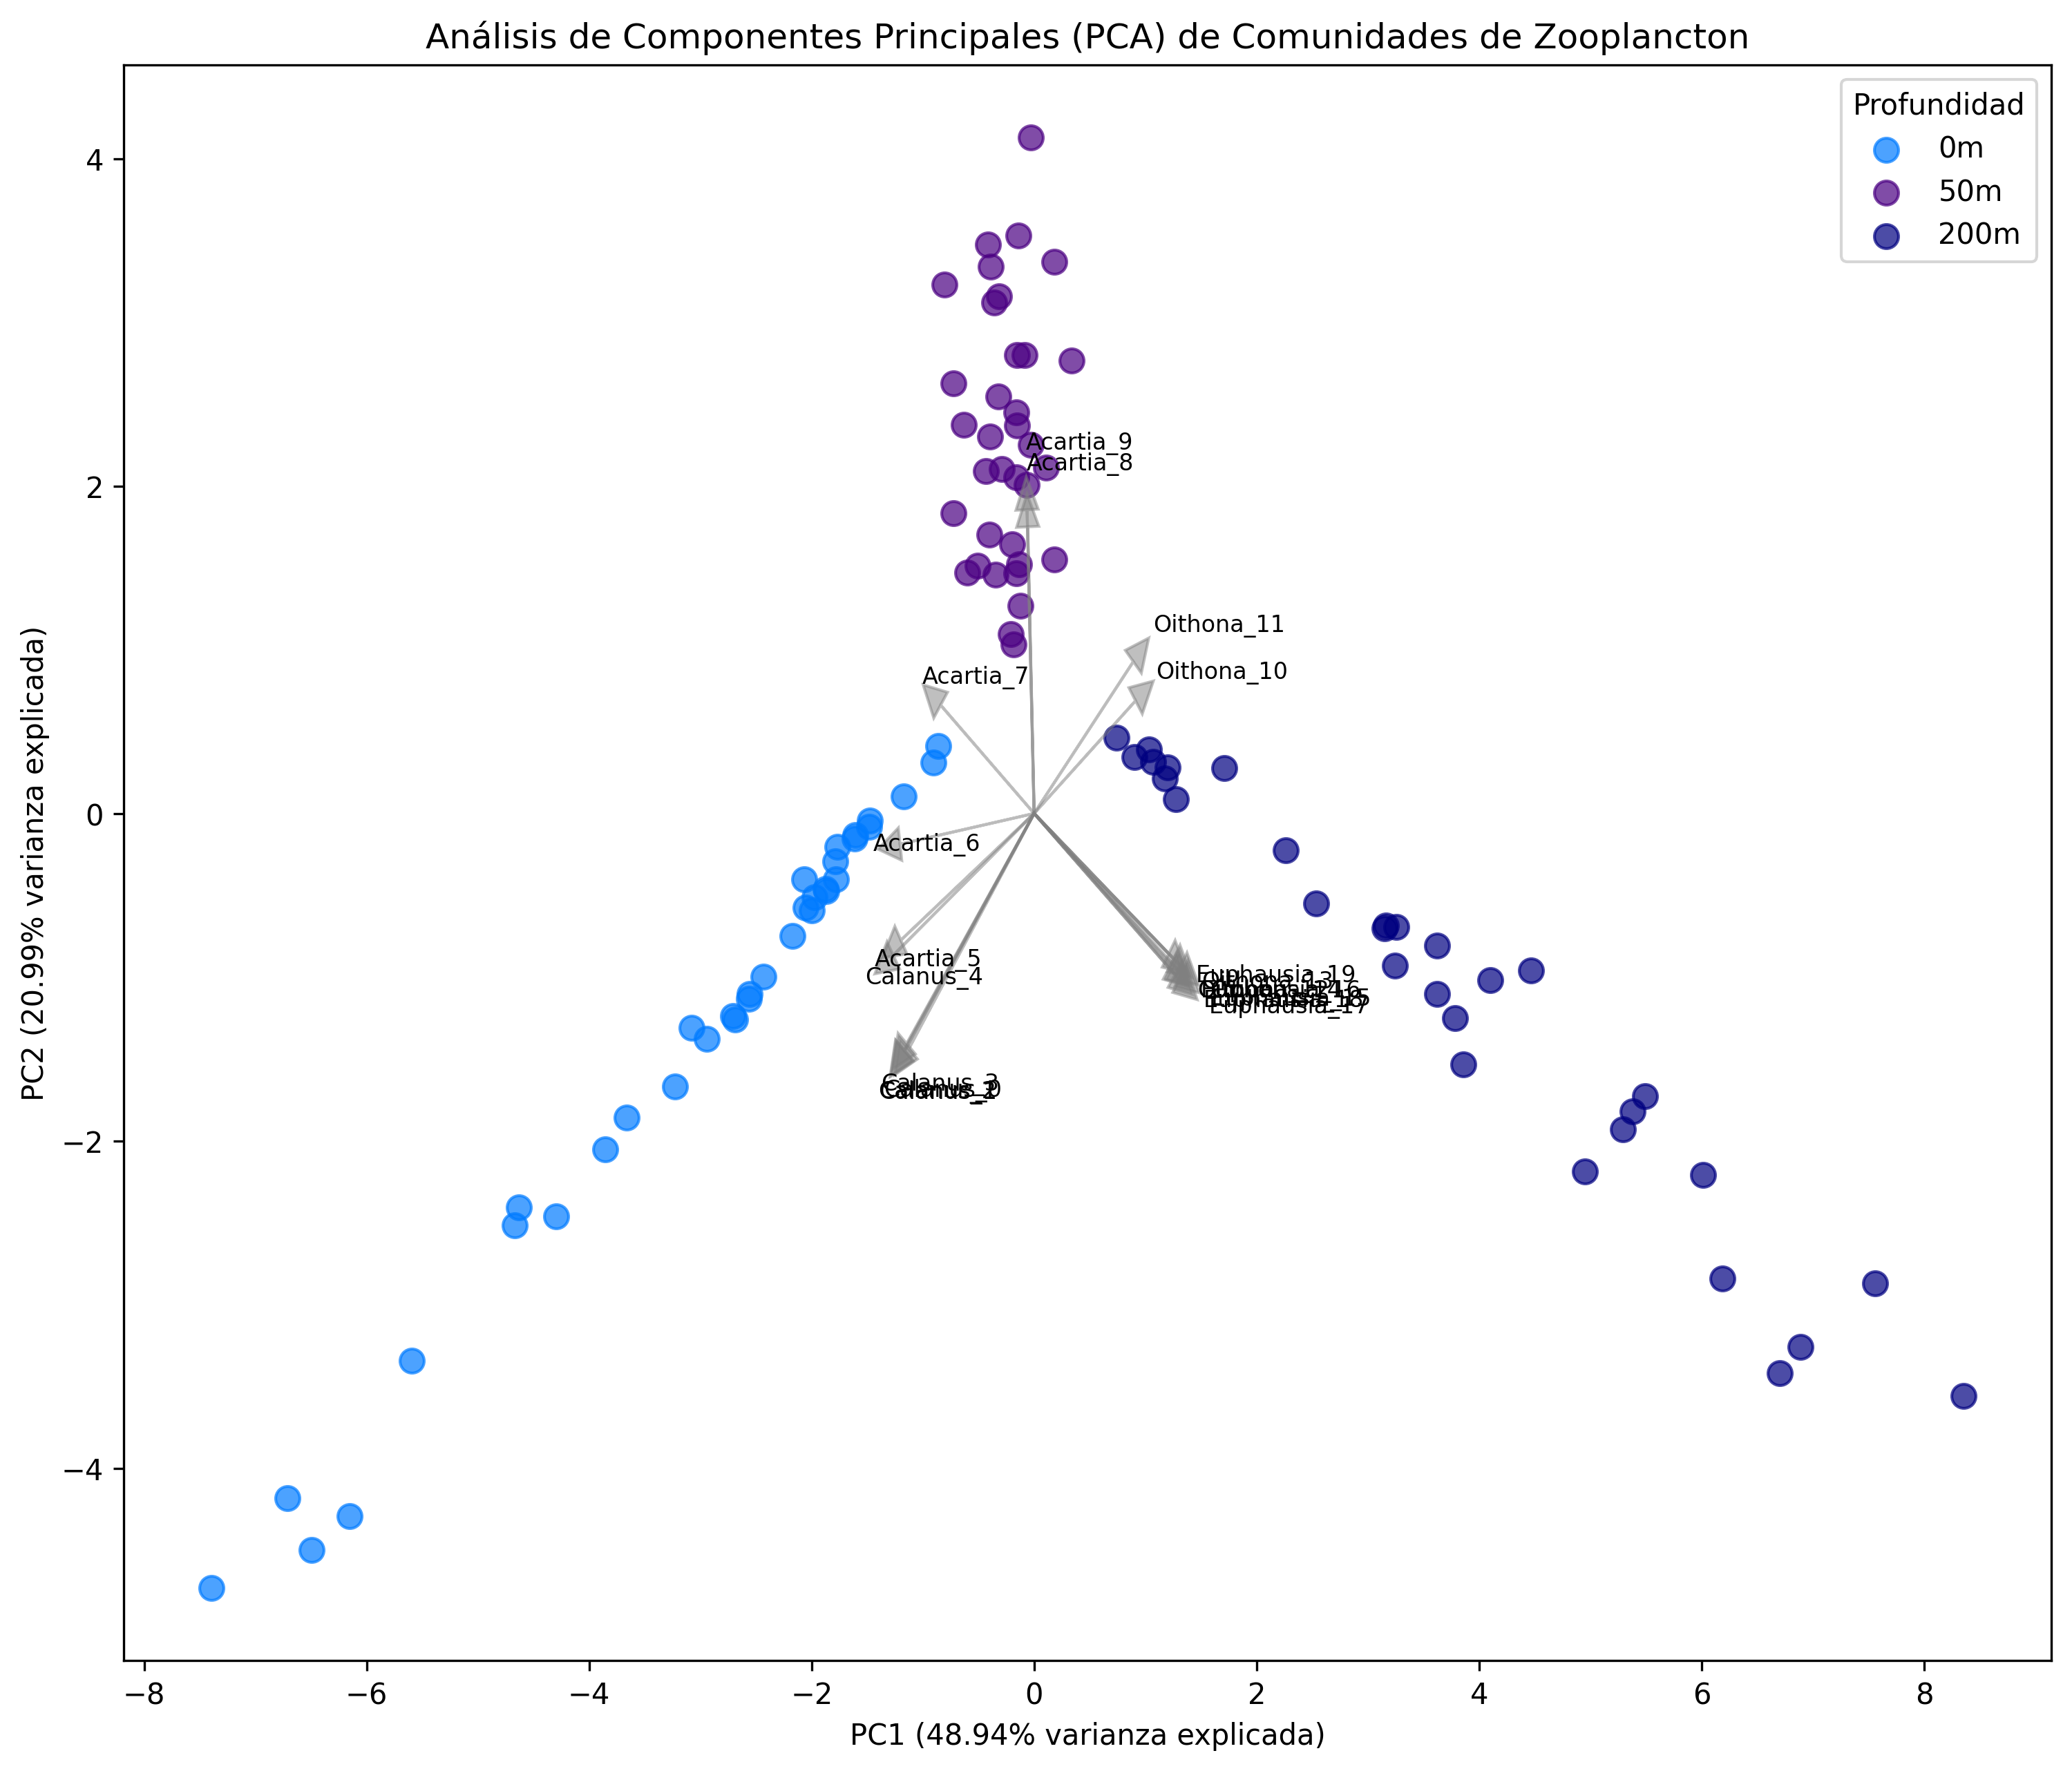 Análisis de Componentes Principales (PCA) de Comunidades de Zooplancton
Profundidad
0m
50m
200m
4
2
0
−2
−4
PC2 (20.99% varianza explicada)
Acartia_9
Acartia_8
Oithona_11
Oithona_10
Acartia_7
Acartia_6
Acartia_5
Calanus_4
Euphausia_19
Euphausia_17
Calanus_3
−8
−6
−4
−2
0
2
4
6
8
PC1 (48.94% varianza explicada)